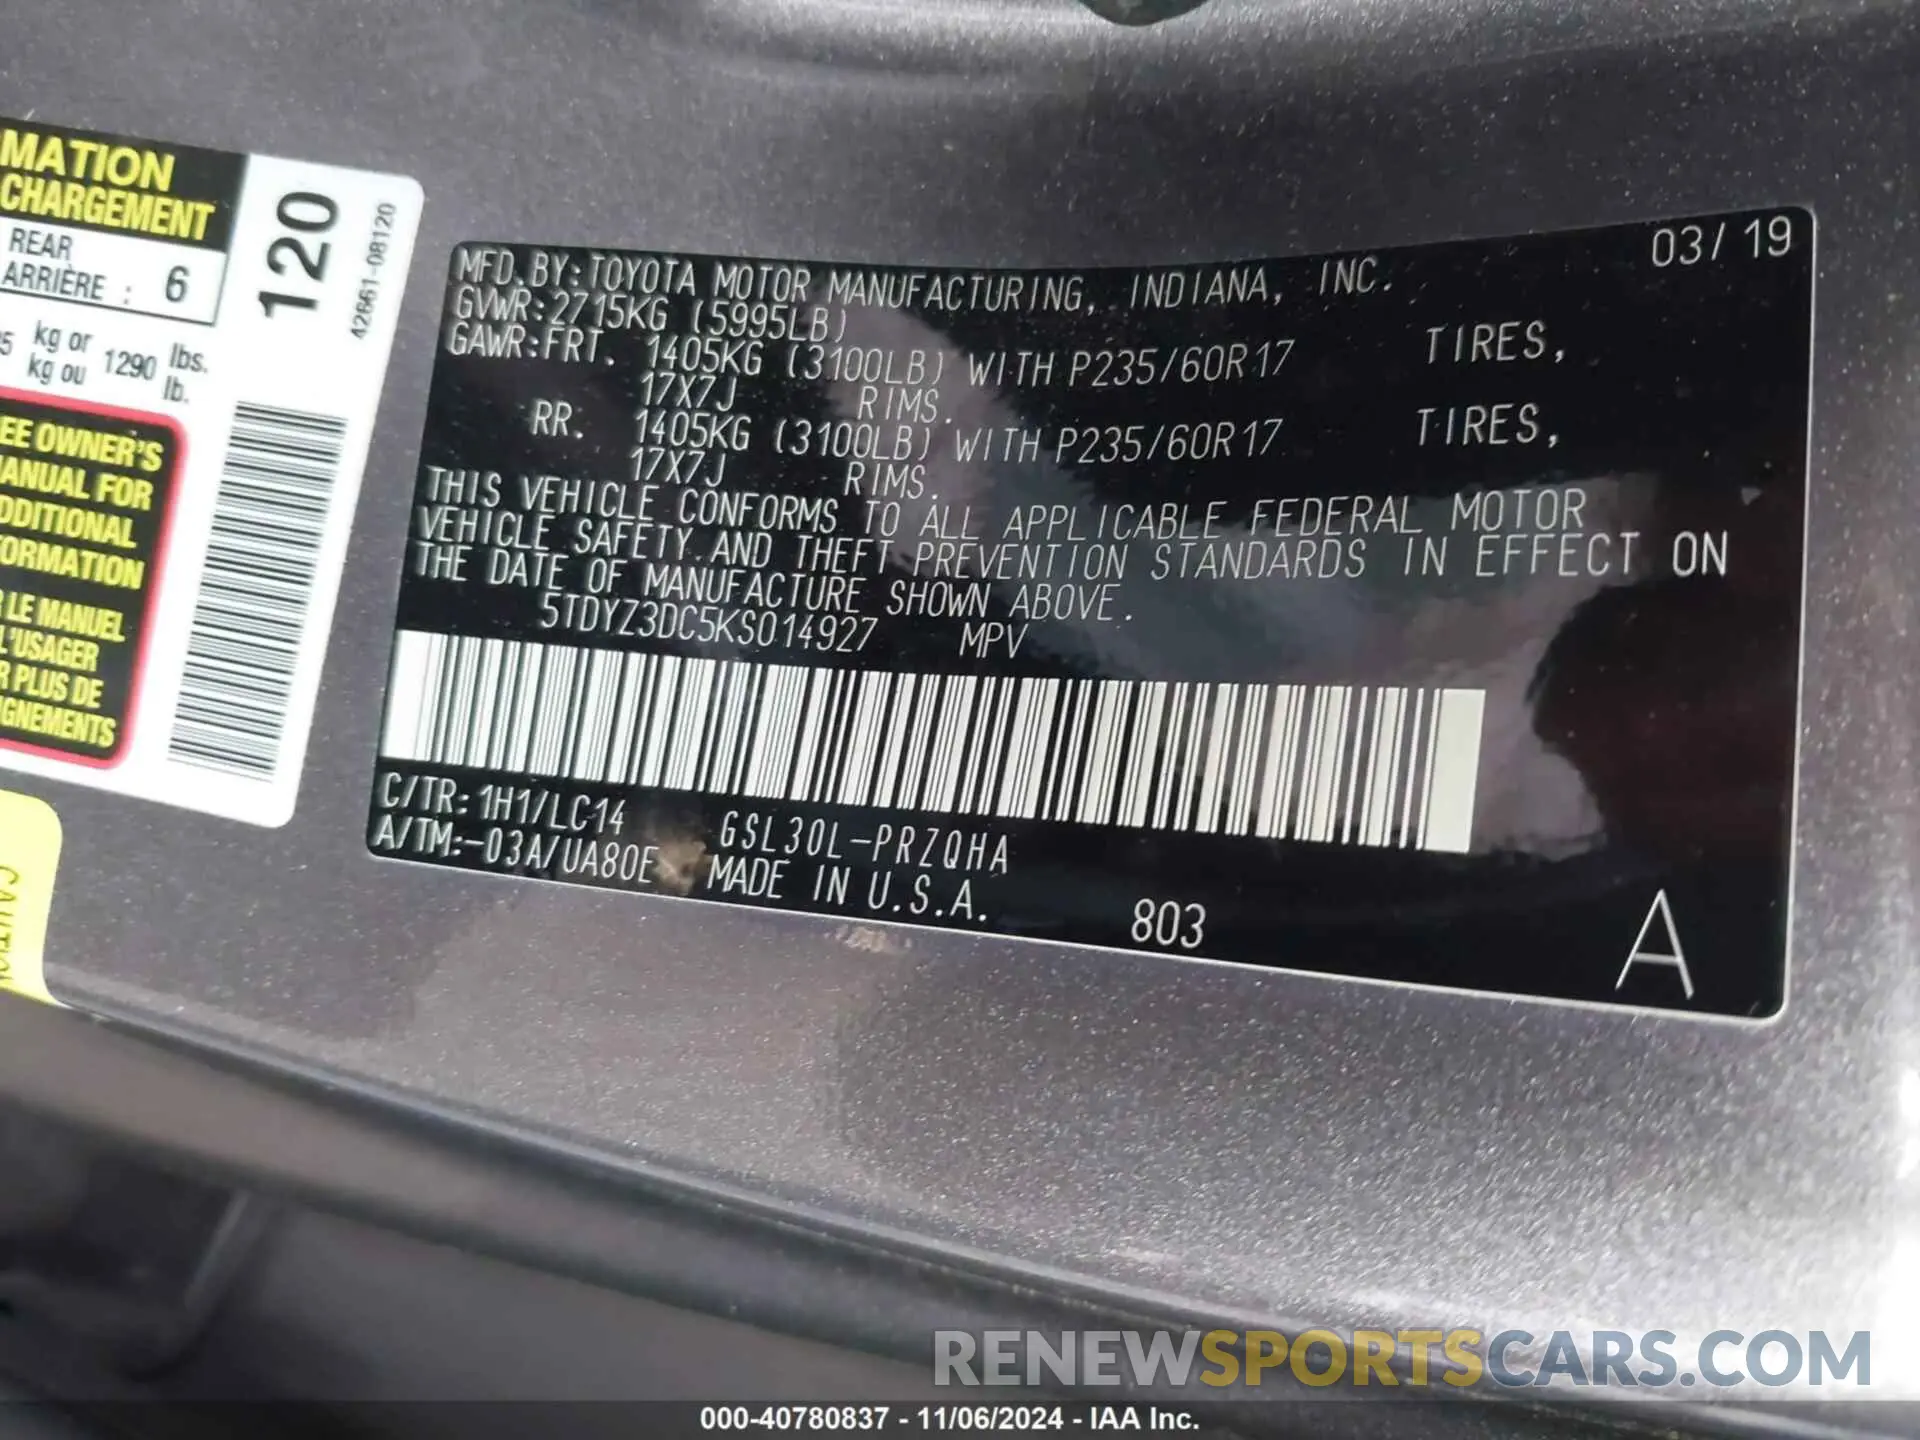 MATION
CHARGEMENT
REAR
ARRIÈRE : 6
5 kg or 1290 lbs.
kg ou lb.
120
42661-08120
EE OWNER'S
ANUAL FOR
DDITIONAL
ORMATION
R LE MANUEL
L'USAGER
R PLUS DE
IGNEMENTS
CAUTION
03/19
MFD. BY: TOYOTA MOTOR MANUFACTURING, INDIANA, INC.
GVWR: 2715KG (5995LB)
GAWR: FRT. 1405KG (3100LB) WITH P235/60R17 TIRES,
17X7J RIMS.
RR. 1405KG (3100LB) WITH P235/60R17 TIRES,
17X7J RIMS.
THIS VEHICLE CONFORMS TO ALL APPLICABLE FEDERAL MOTOR
VEHICLE SAFETY AND THEFT PREVENTION STANDARDS IN EFFECT ON
THE DATE OF MANUFACTURE SHOWN ABOVE.
5TDYZ3DC5KS014927 MPV
C/TR: 1H1/LC14 GSL30L-PRZQHA
A/TM: -03A/UA80E MADE IN U.S.A.
803
A
RENEWSPORTSCARS.COM
000-40780837 - 11/06/2024 - IAA Inc.